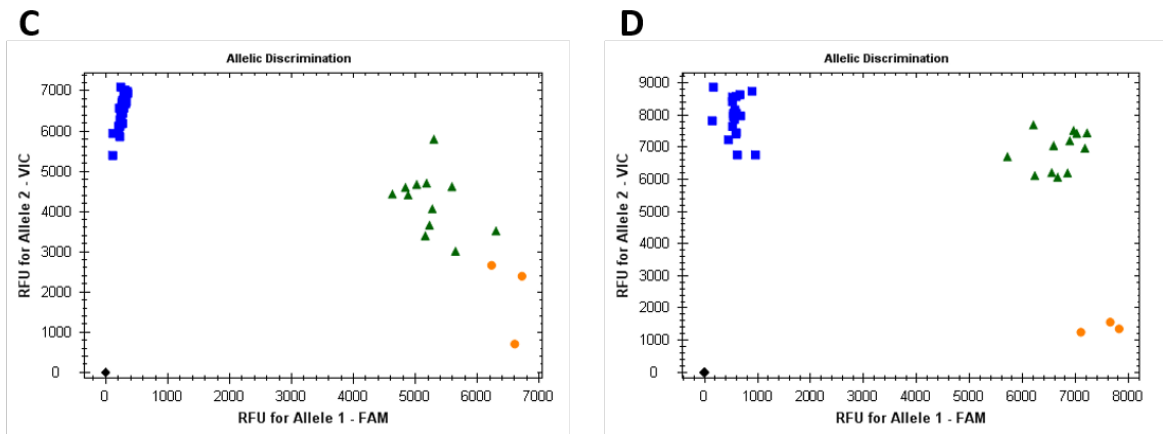 C
Allelic Discrimination
RFU for Allele 2 - VIC
7000
6000
5000
4000
3000
2000
1000
0
0 1000 2000 3000 4000 5000 6000 7000
RFU for Allele 1 - FAM
D
Allelic Discrimination
RFU for Allele 2 - VIC
9000
8000
7000
6000
5000
4000
3000
2000
1000
0
0 1000 2000 3000 4000 5000 6000 7000 8000
RFU for Allele 1 - FAM